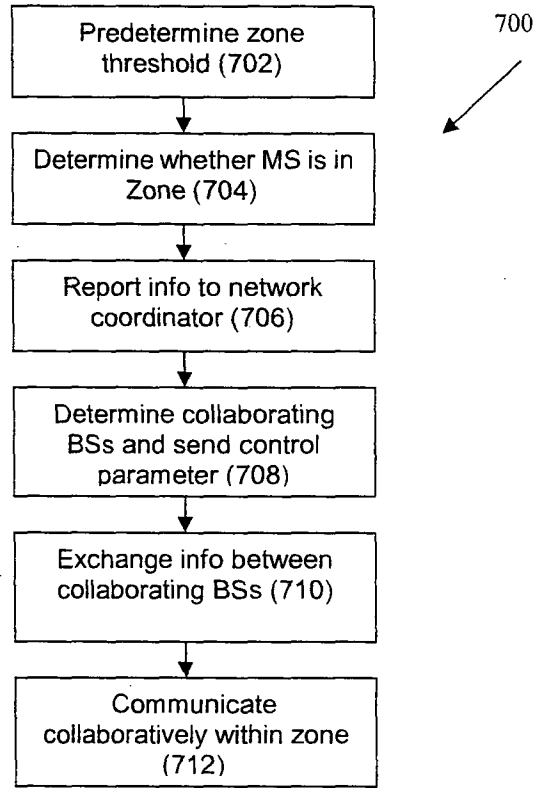 Predetermine zone
threshold (702)
700
Determine whether MS is in
Zone (704)
Report info to network
coordinator (706)
Determine collaborating
BSs and send control
parameter (708)
Exchange info between
collaborating BSs (710)
Communicate
collaboratively within zone
(712)